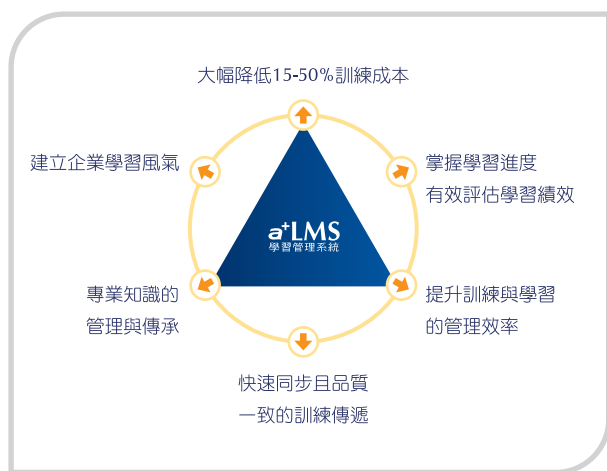 大幅降低15-50%訓練成本
建立企業學習風氣
掌握學習進度
有效評估學習績效
a+LMS
學習管理系統
專業知識的
管理與傳承
提升訓練與學習
的管理效率
快速同步且品質
一致的訓練傳遞